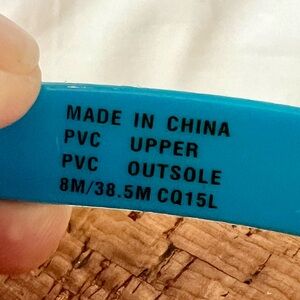 MADE IN CHINA
PVC UPPER
PVC OUTSOLE
8M/38.5M CQ15L